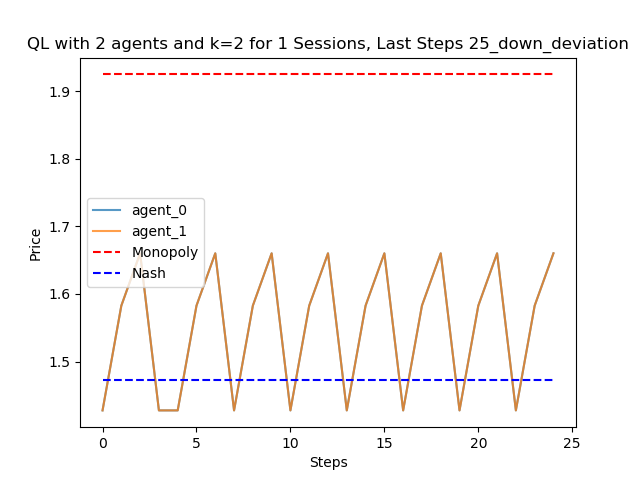 QL with 2 agents and k=2 for 1 Sessions, Last Steps 25_down_deviation
1.9
1.8
1.7
1.6
1.5
Price
agent_0
agent_1
Monopoly
Nash
0
5
10
15
20
25
Steps